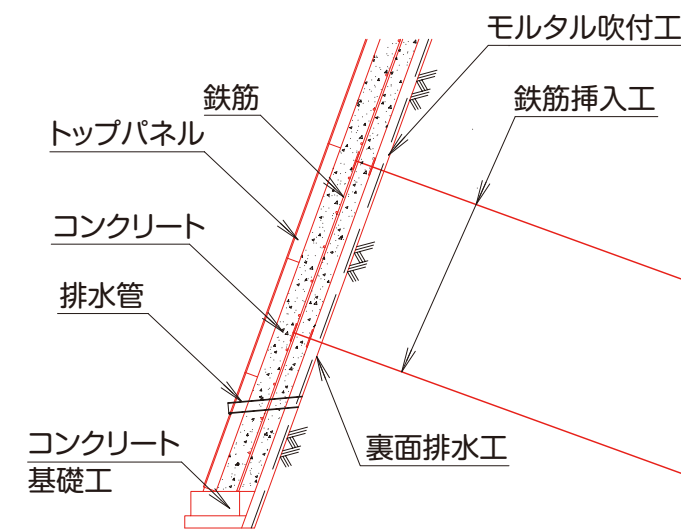 モルタル吹付工
鉄筋
鉄筋挿入工
トップパネル
コンクリート
排水管
コンクリート
基礎工
裏面排水工